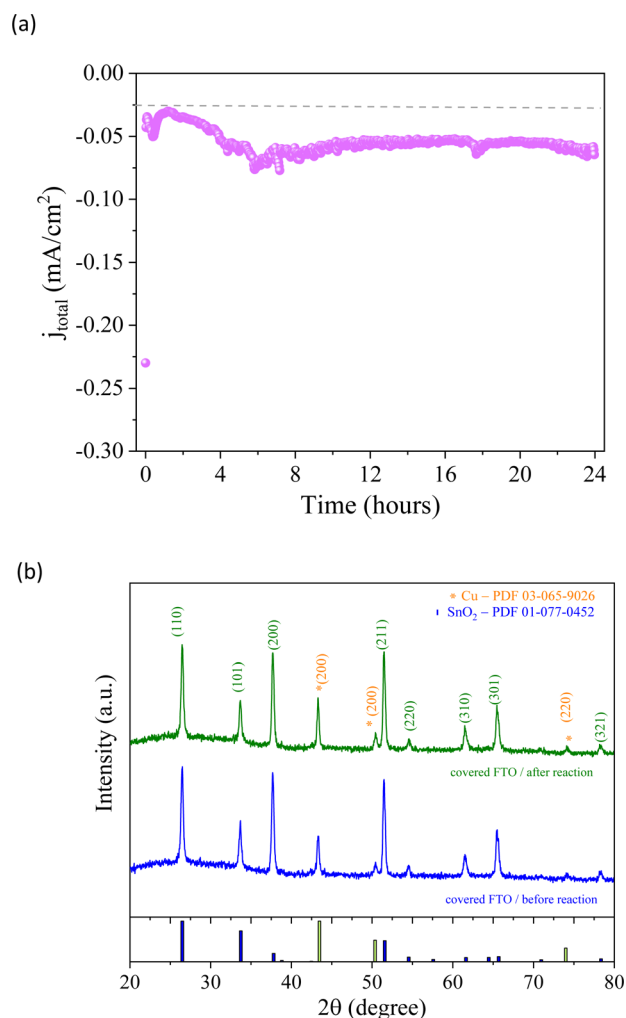 (a)
0.00
-0.05
-0.10
-0.15
-0.20
-0.25
-0.30
j_total (mA/cm²)
0 4 8 12 16 20 24
Time (hours)
(b)
* Cu – PDF 03-065-9026
SnO₂ – PDF 01-077-0452
(110)
(101)
(200)
*(200)
* (200)
(211)
(220)
(310)
(301)
(220)
*
(321)
covered FTO / after reaction
covered FTO / before reaction
Intensity (a.u.)
20 30 40 50 60 70 80
2θ (degree)